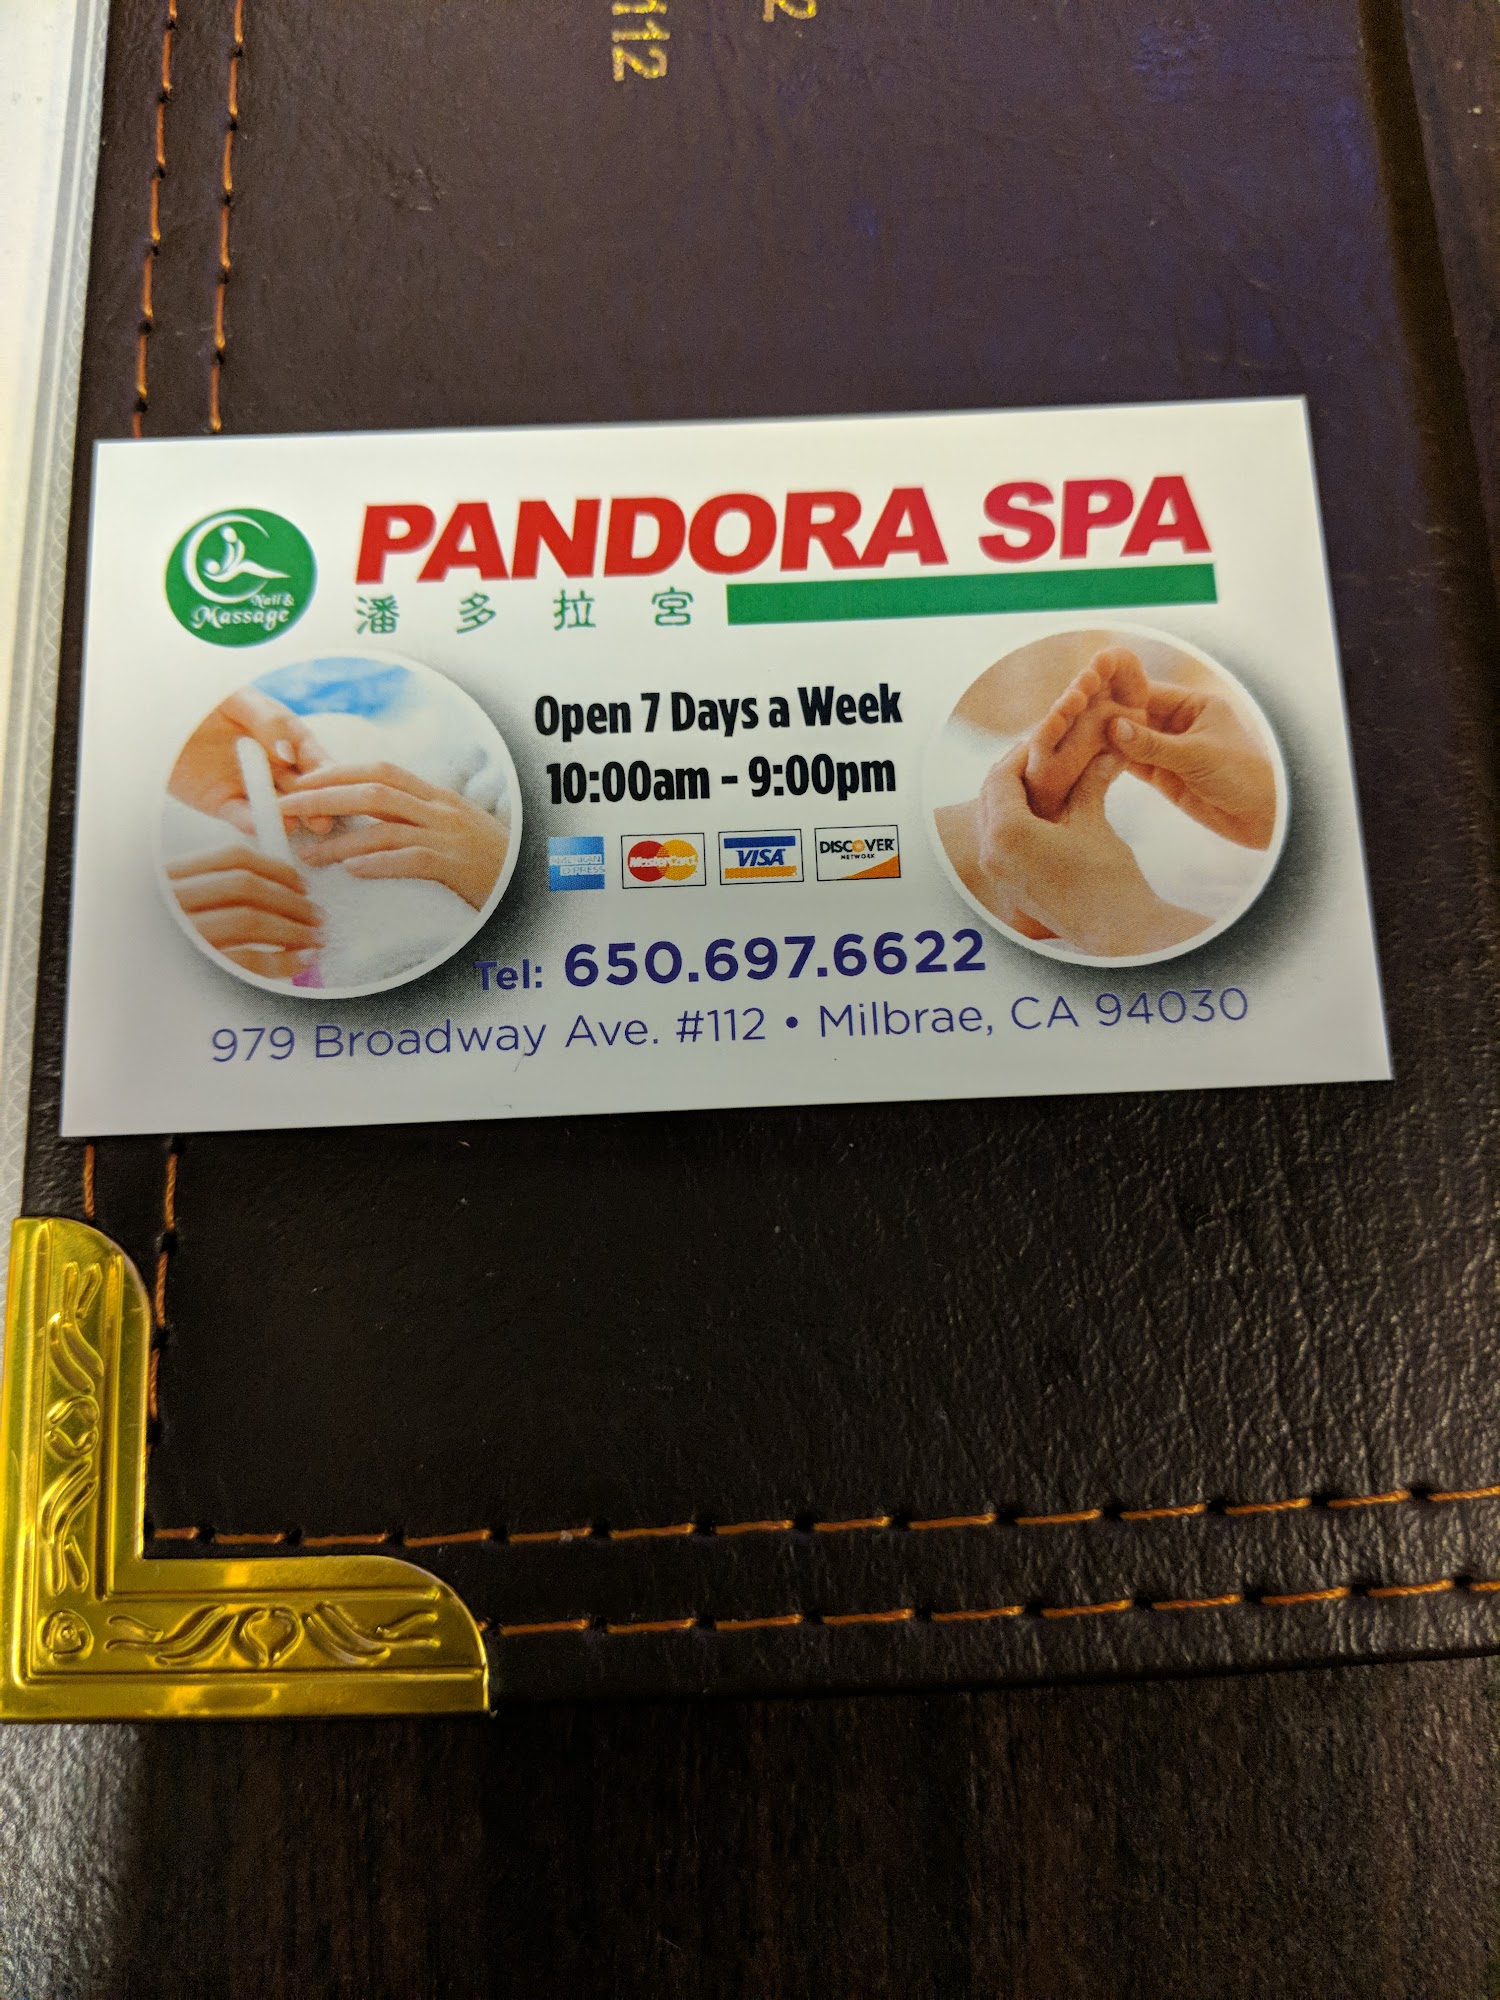 112
Nail &
Massage
PANDORA SPA
潘多拉宮
Open 7 Days a Week
10:00am - 9:00pm
AMERICAN
EXPRESS
MasterCard
VISA
DISCOVER
NETWORK
Tel: 650.697.6622
979 Broadway Ave. #112 • Milbrae, CA 94030